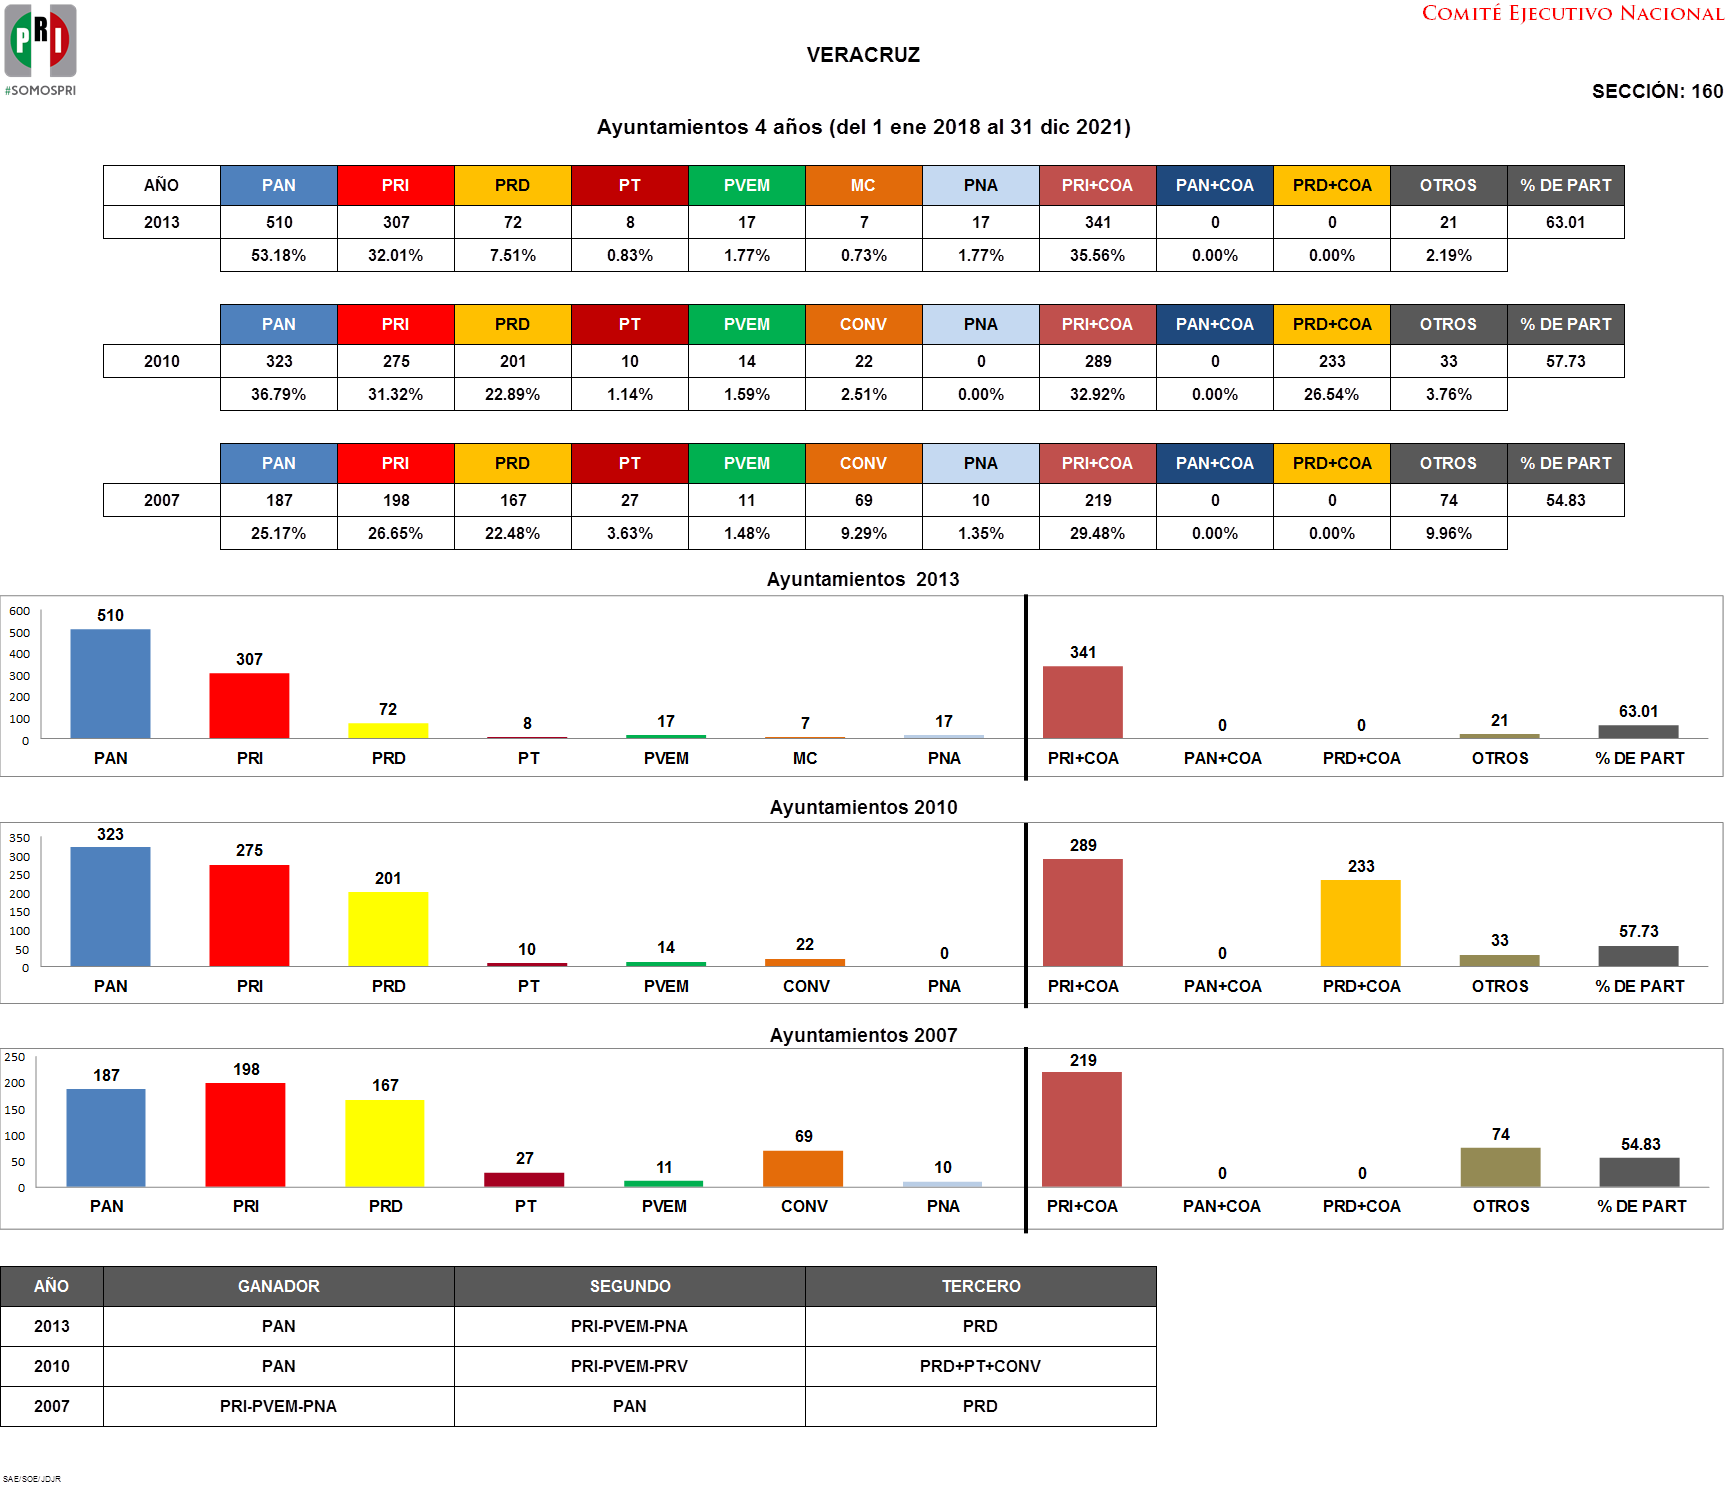 PRI
#SOMOSPRI
COMITÉ EJECUTIVO NACIONAL
VERACRUZ
SECCIÓN: 160
Ayuntamientos 4 años (del 1 ene 2018 al 31 dic 2021)
AÑO PAN PRI PRD PT PVEM MC PNA PRI+COA PAN+COA PRD+COA OTROS % DE PART
2013 510 307 72 8 17 7 17 341 0 0 21 63.01
53.18% 32.01% 7.51% 0.83% 1.77% 0.73% 1.77% 35.56% 0.00% 0.00% 2.19%
PAN PRI PRD PT PVEM CONV PNA PRI+COA PAN+COA PRD+COA OTROS % DE PART
2010 323 275 201 10 14 22 0 289 0 233 33 57.73
36.79% 31.32% 22.89% 1.14% 1.59% 2.51% 0.00% 32.92% 0.00% 26.54% 3.76%
PAN PRI PRD PT PVEM CONV PNA PRI+COA PAN+COA PRD+COA OTROS % DE PART
2007 187 198 167 27 11 69 10 219 0 0 74 54.83
25.17% 26.65% 22.48% 3.63% 1.48% 9.29% 1.35% 29.48% 0.00% 0.00% 9.96%
Ayuntamientos 2013
600
500
400
300
200
100
0
510 307 72 8 17 7 17 341 0 0 21 63.01
PAN PRI PRD PT PVEM MC PNA PRI+COA PAN+COA PRD+COA OTROS % DE PART
Ayuntamientos 2010
350
300
250
200
150
100
50
0
323 275 201 10 14 22 0 289 0 233 33 57.73
PAN PRI PRD PT PVEM CONV PNA PRI+COA PAN+COA PRD+COA OTROS % DE PART
Ayuntamientos 2007
250
200
150
100
50
0
187 198 167 27 11 69 10 219 0 0 74 54.83
PAN PRI PRD PT PVEM CONV PNA PRI+COA PAN+COA PRD+COA OTROS % DE PART
AÑO GANADOR SEGUNDO TERCERO
2013 PAN PRI-PVEM-PNA PRD
2010 PAN PRI-PVEM-PRV PRD+PT+CONV
2007 PRI-PVEM-PNA PAN PRD
SAE/SOE/JDJR